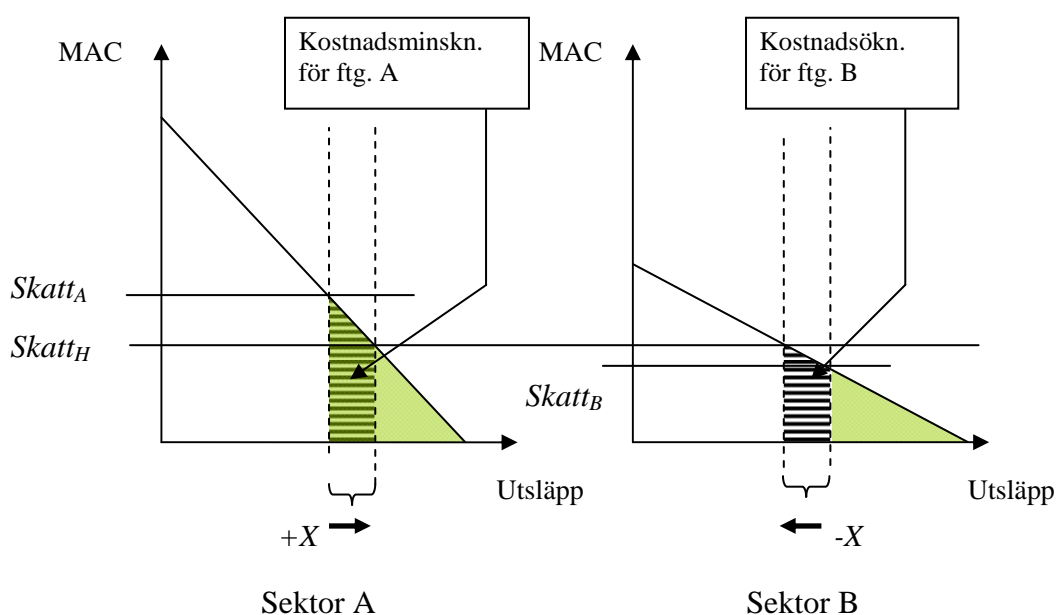 MAC
Kostnadsminskn.
för ftg. A
MAC
Kostnadsökn.
för ftg. B
Skatt_A
Skatt_H
Skatt_B
Utsläpp
Utsläpp
+X
-X
Sektor A
Sektor B